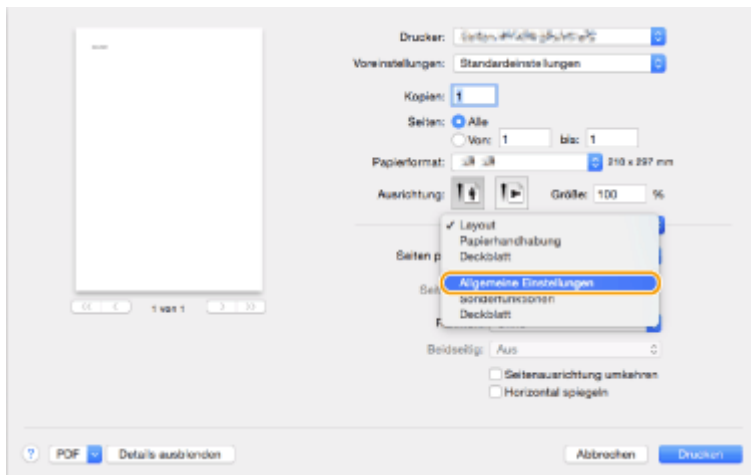 Drucker:
Voreinstellungen: Standardeinstellungen
Kopien: 1
Seiten: Alle
Von: 1 bis: 1
Papierformat: 210 x 297 mm
Ausrichtung: Größe: 100 %
✓ Layout
Papierhandhabung
Deckblatt
Seiten p
Allgemeine Einstellungen
Seit
Sonderfunktionen
Deckblatt
1 von 1
Beidseitig: Aus
Seitenausrichtung umkehren
Horizontal spiegeln
? PDF Details ausblenden Abbrechen Drucken